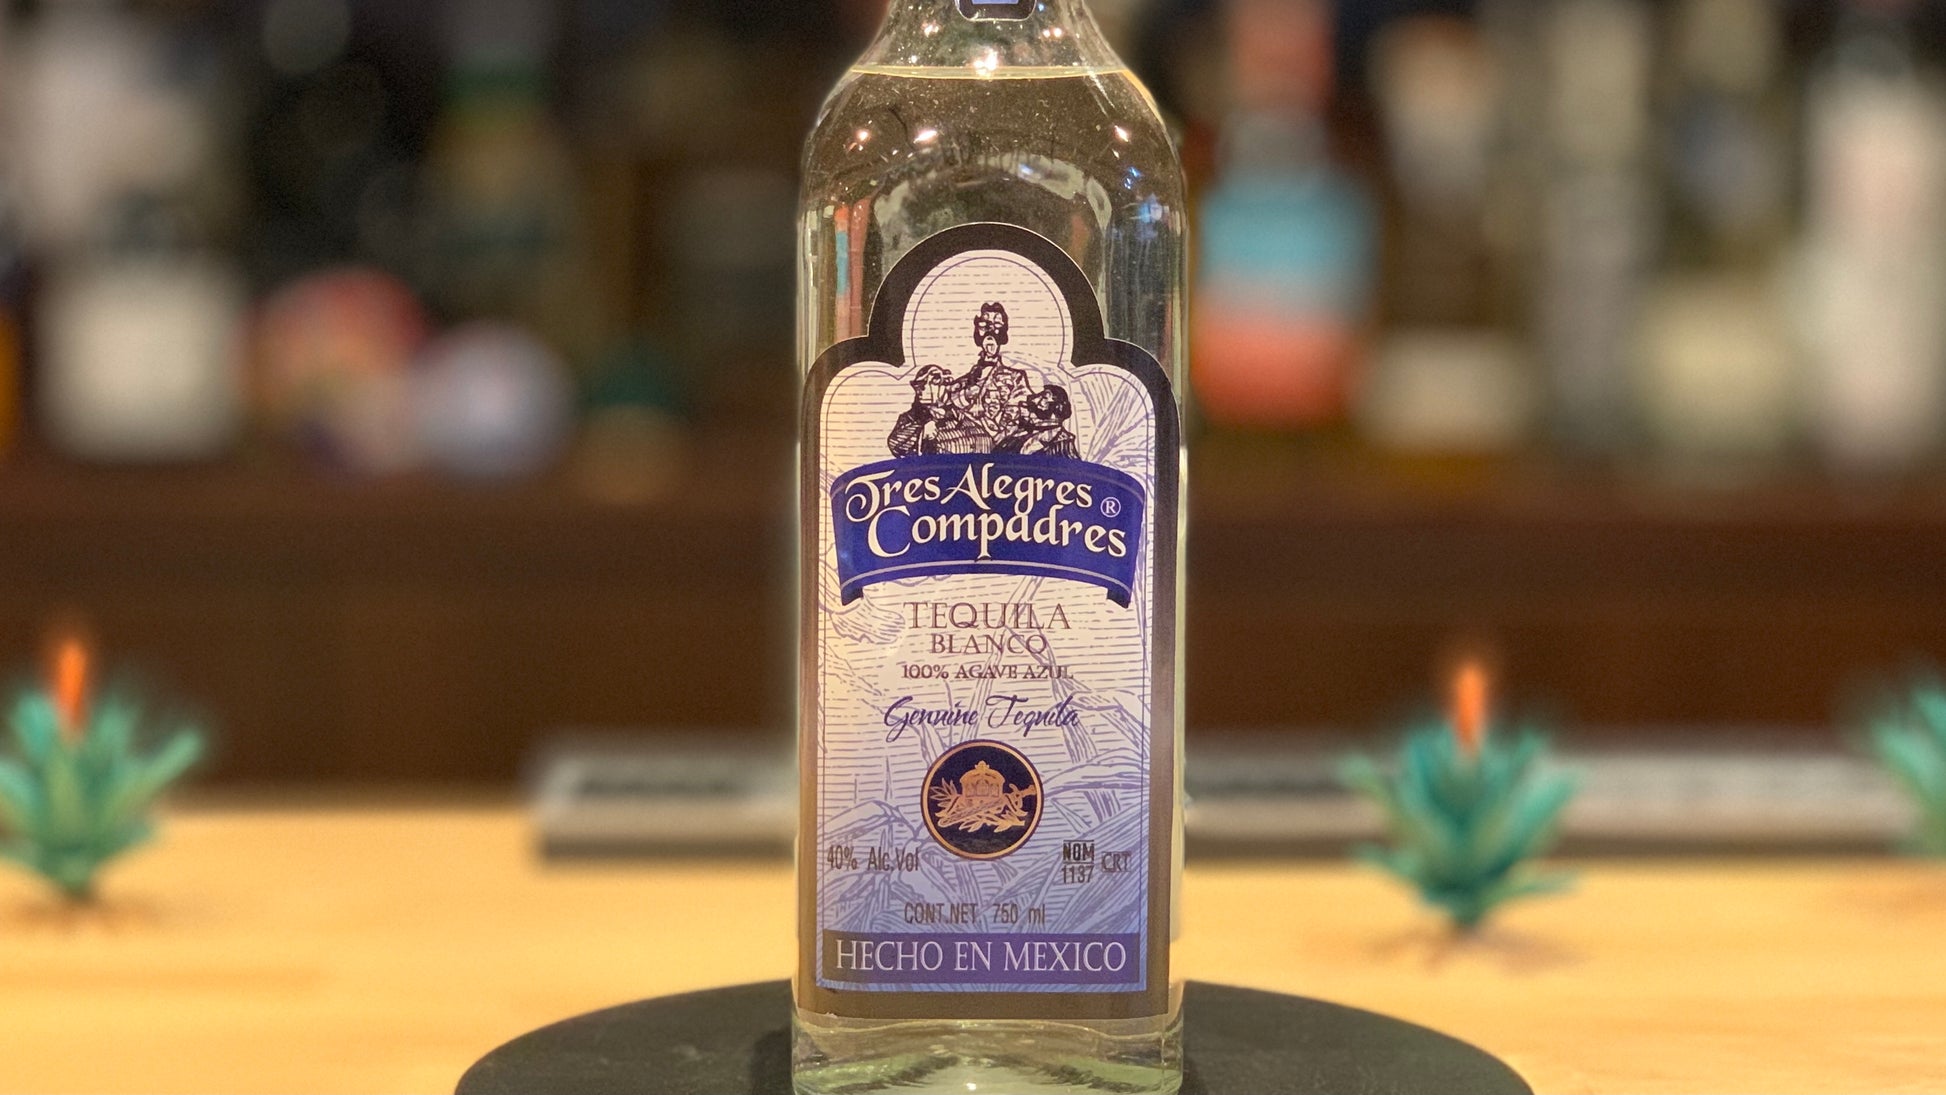 Tres Alegres
Compadres ®
TEQUILA
BLANCO
100% AGAVE AZUL
Genuine Tequila
40% Alc.Vol
NOM CRT
1137
CONT.NET. 750 ml
HECHO EN MEXICO